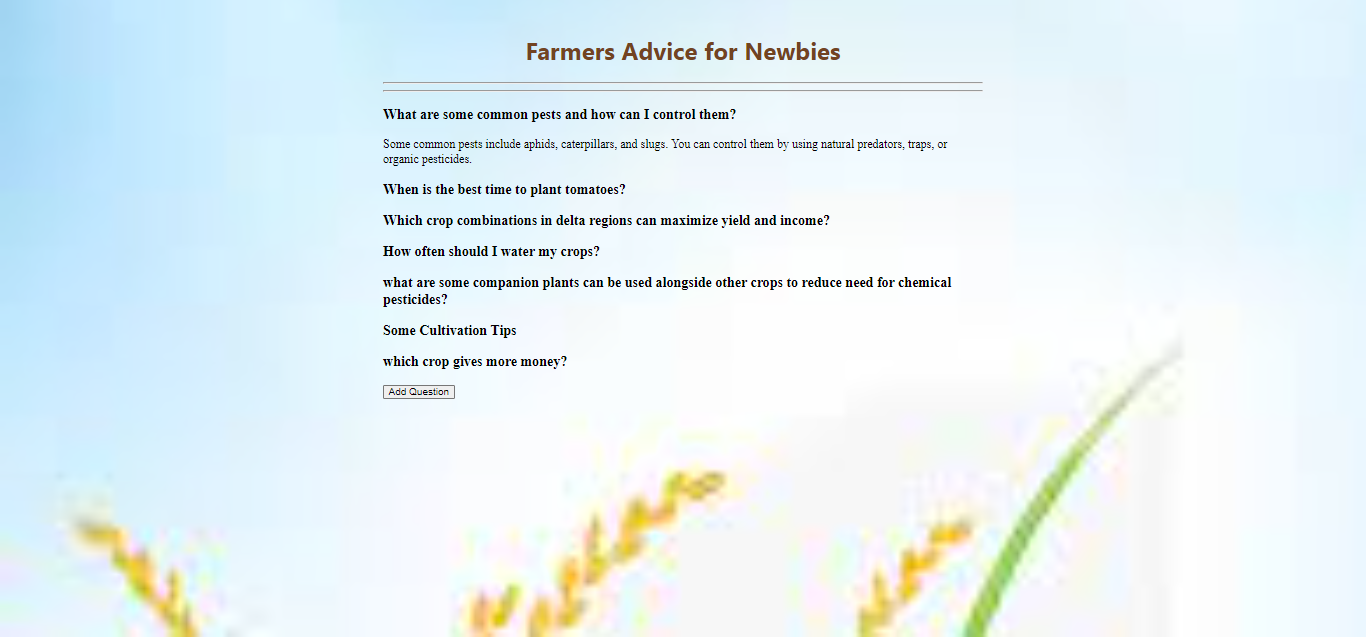 Farmers Advice for Newbies
What are some common pests and how can I control them?
Some common pests include aphids, caterpillars, and slugs. You can control them by using natural predators, traps, or
organic pesticides.
When is the best time to plant tomatoes?
Which crop combinations in delta regions can maximize yield and income?
How often should I water my crops?
what are some companion plants can be used alongside other crops to reduce need for chemical
pesticides?
Some Cultivation Tips
which crop gives more money?
Add Question